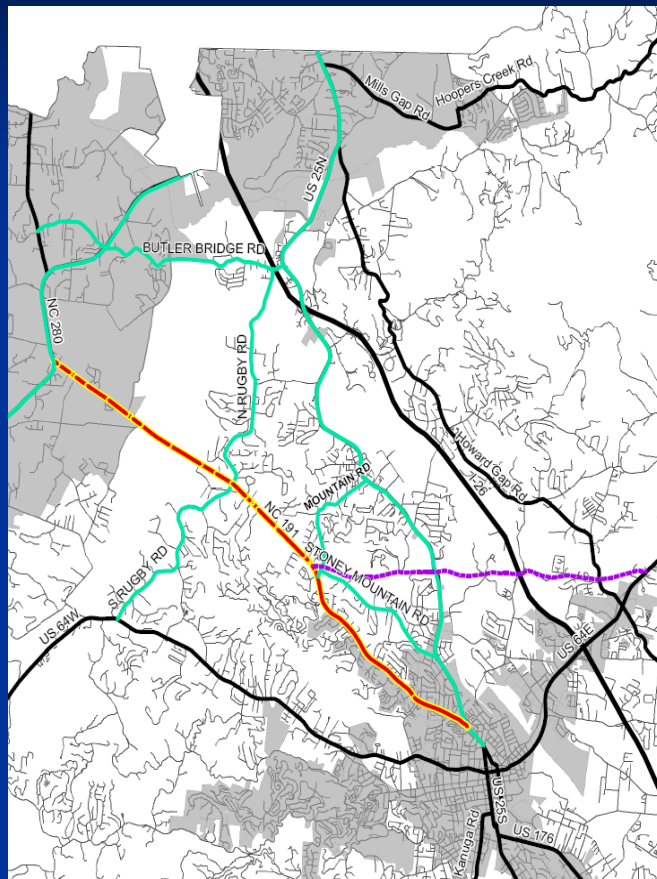 Mills Gap Rd
Hoopers Creek Rd
US 25N
BUTLER BRIDGE RD
NC 280
N RUGBY RD
Howard Gap Rd
I-26
MOUNTAIN RD
NC 191
STONEY MOUNTAIN RD
S RUGBY RD
US 64W
US 64E
US 25S
Kanuga Rd
US 176